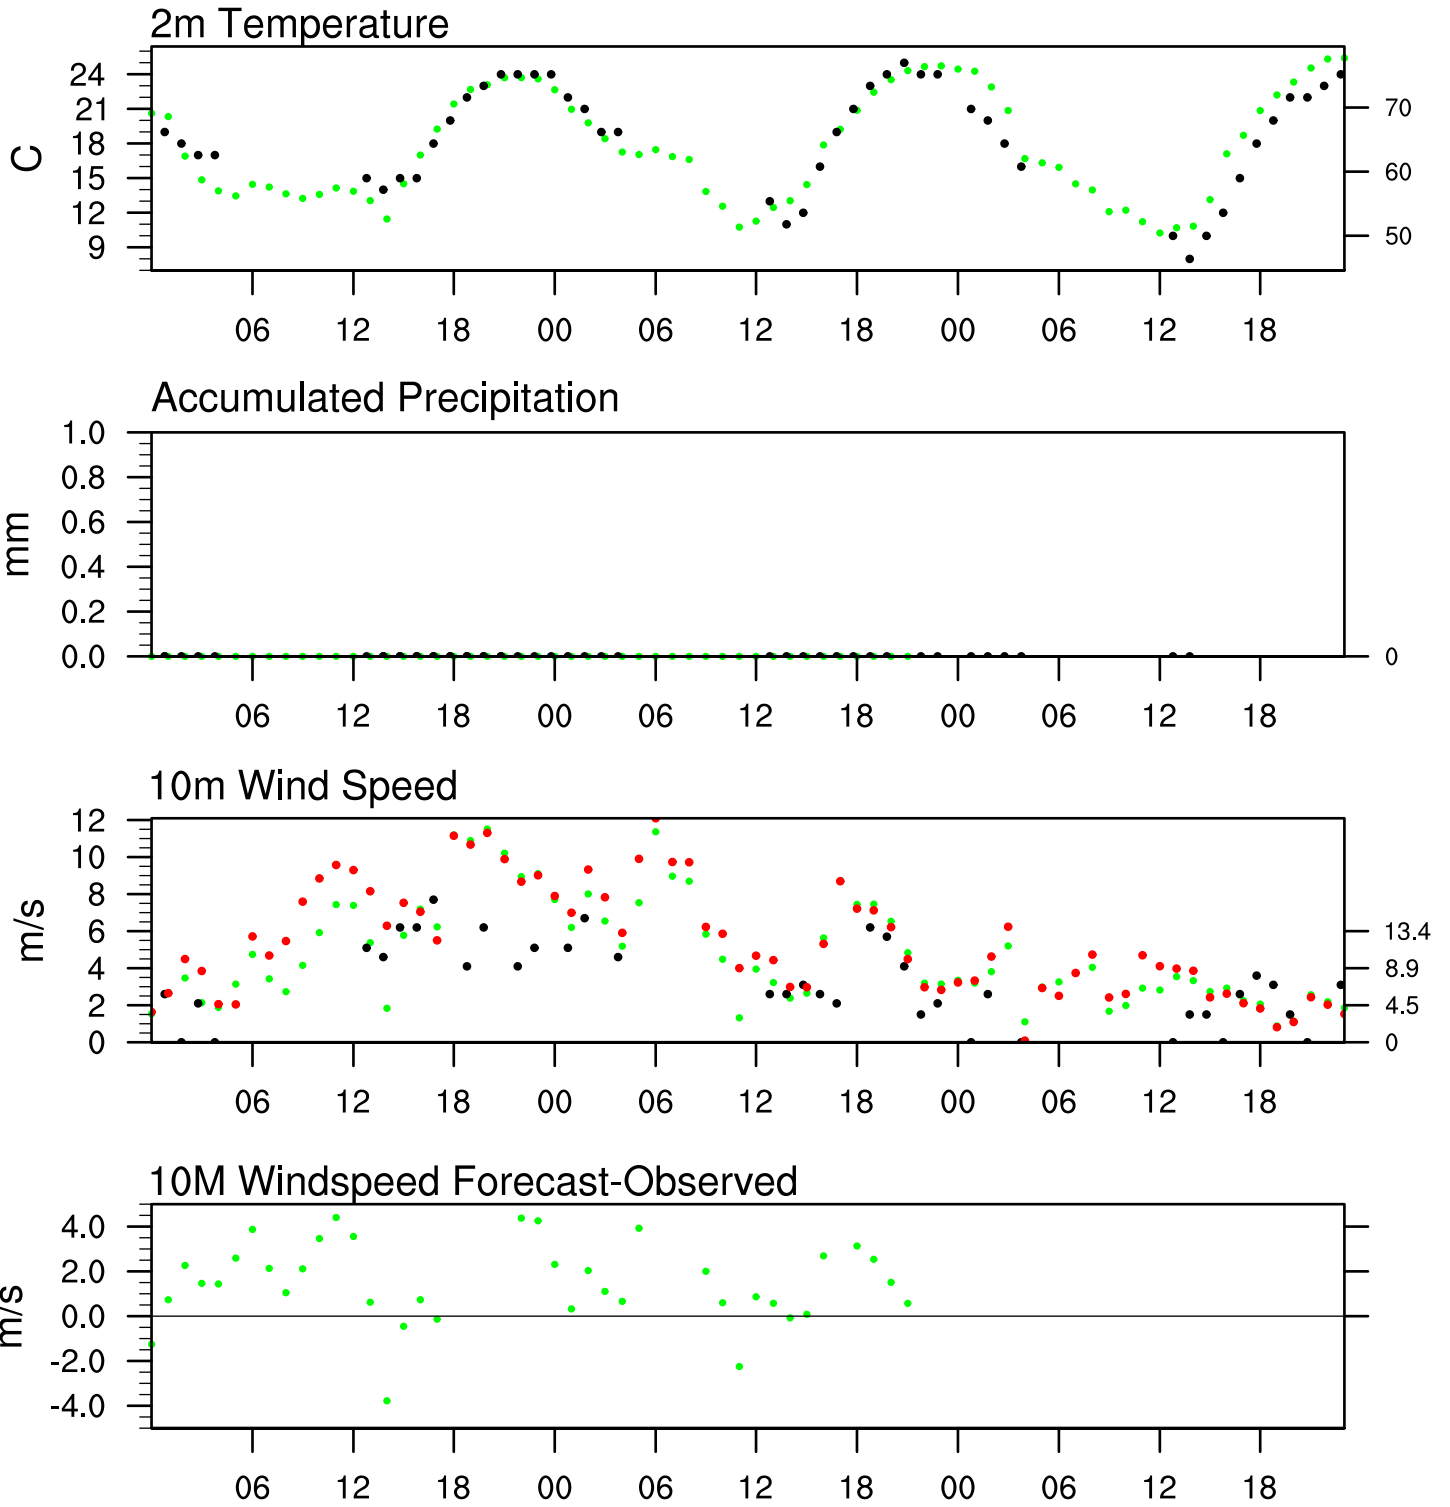 2m Temperature
C
24
21
18
15
12
9
70
60
50
06 12 18 00 06 12 18 00 06 12 18
Accumulated Precipitation
mm
1.0
0.8
0.6
0.4
0.2
0.0
0
06 12 18 00 06 12 18 00 06 12 18
10m Wind Speed
m/s
12
10
8
6
4
2
0
13.4
8.9
4.5
0
06 12 18 00 06 12 18 00 06 12 18
10M Windspeed Forecast-Observed
m/s
4.0
2.0
0.0
-2.0
-4.0
06 12 18 00 06 12 18 00 06 12 18